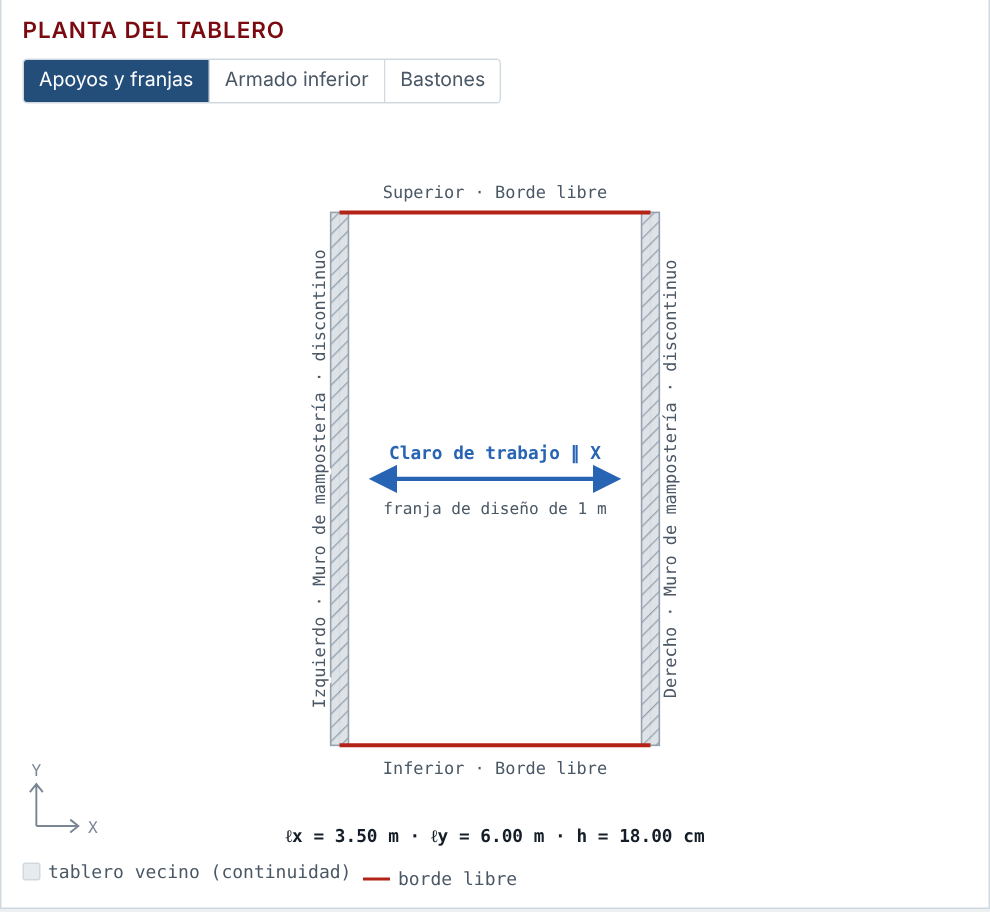 PLANTA DEL TABLERO
Apoyos y franjas
Armado inferior
Bastones
Superior · Borde libre
Izquierdo · Muro de mampostería · discontinuo
Derecho · Muro de mampostería · discontinuo
Claro de trabajo ∥ X
franja de diseño de 1 m
Inferior · Borde libre
Y
X
ℓx = 3.50 m · ℓy = 6.00 m · h = 18.00 cm
tablero vecino (continuidad)
borde libre